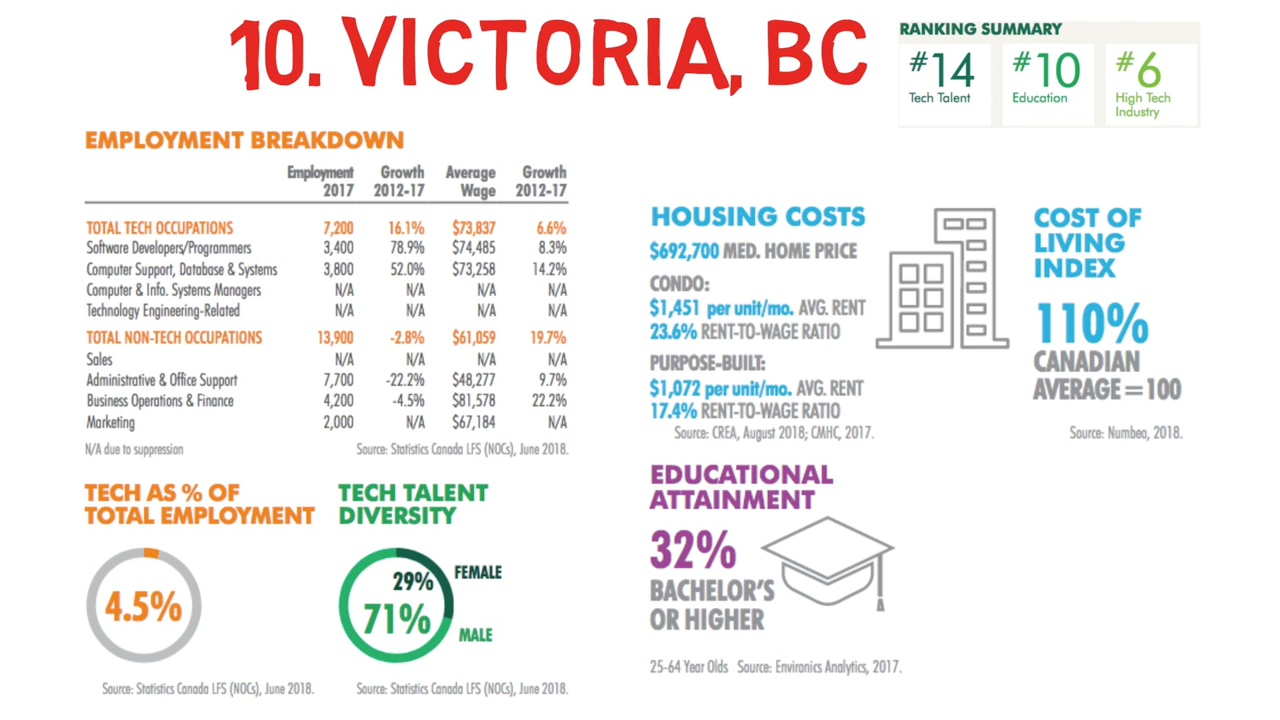 10. VICTORIA, BC
RANKING SUMMARY
#14 #10 #6
Tech Talent Education High Tech Industry
EMPLOYMENT BREAKDOWN
Employment 2017 Growth 2012-17 Average Wage Growth 2012-17
TOTAL TECH OCCUPATIONS 7,200 16.1% $73,837 6.6%
Software Developers/Programmers 3,400 78.9% $74,485 8.3%
Computer Support, Database & Systems 3,800 52.0% $73,258 14.2%
Computer & Info. Systems Managers N/A N/A N/A N/A
Technology Engineering-Related N/A N/A N/A N/A
TOTAL NON-TECH OCCUPATIONS 13,900 -2.8% $61,059 19.7%
Sales N/A N/A N/A N/A
Administrative & Office Support 7,700 -22.2% $48,277 9.7%
Business Operations & Finance 4,200 -4.5% $81,578 22.2%
Marketing 2,000 N/A $67,184 N/A
N/A due to suppression Source: Statistics Canada LFS (NOCs), June 2018.
HOUSING COSTS
$692,700 MED. HOME PRICE
CONDO:
$1,451 per unit/mo. AVG. RENT
23.6% RENT-TO-WAGE RATIO
PURPOSE-BUILT:
$1,072 per unit/mo. AVG. RENT
17.4% RENT-TO-WAGE RATIO
Source: CREA, August 2018; CMHC, 2017.
COST OF
LIVING
INDEX
110%
CANADIAN
AVERAGE = 100
Source: Numbeo, 2018.
TECH AS % OF
TOTAL EMPLOYMENT
4.5%
Source: Statistics Canada LFS (NOCs), June 2018.
TECH TALENT
DIVERSITY
29% FEMALE
71% MALE
Source: Statistics Canada LFS (NOCs), June 2018.
EDUCATIONAL
ATTAINMENT
32%
BACHELOR'S
OR HIGHER
25-64 Year Olds Source: Environics Analytics, 2017.